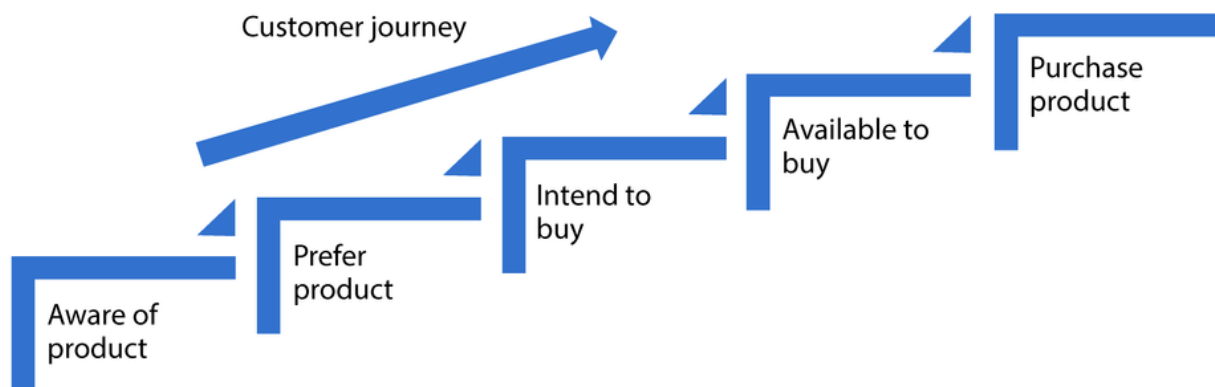 Customer journey
Aware of
product
Prefer
product
Intend to
buy
Available to
buy
Purchase
product